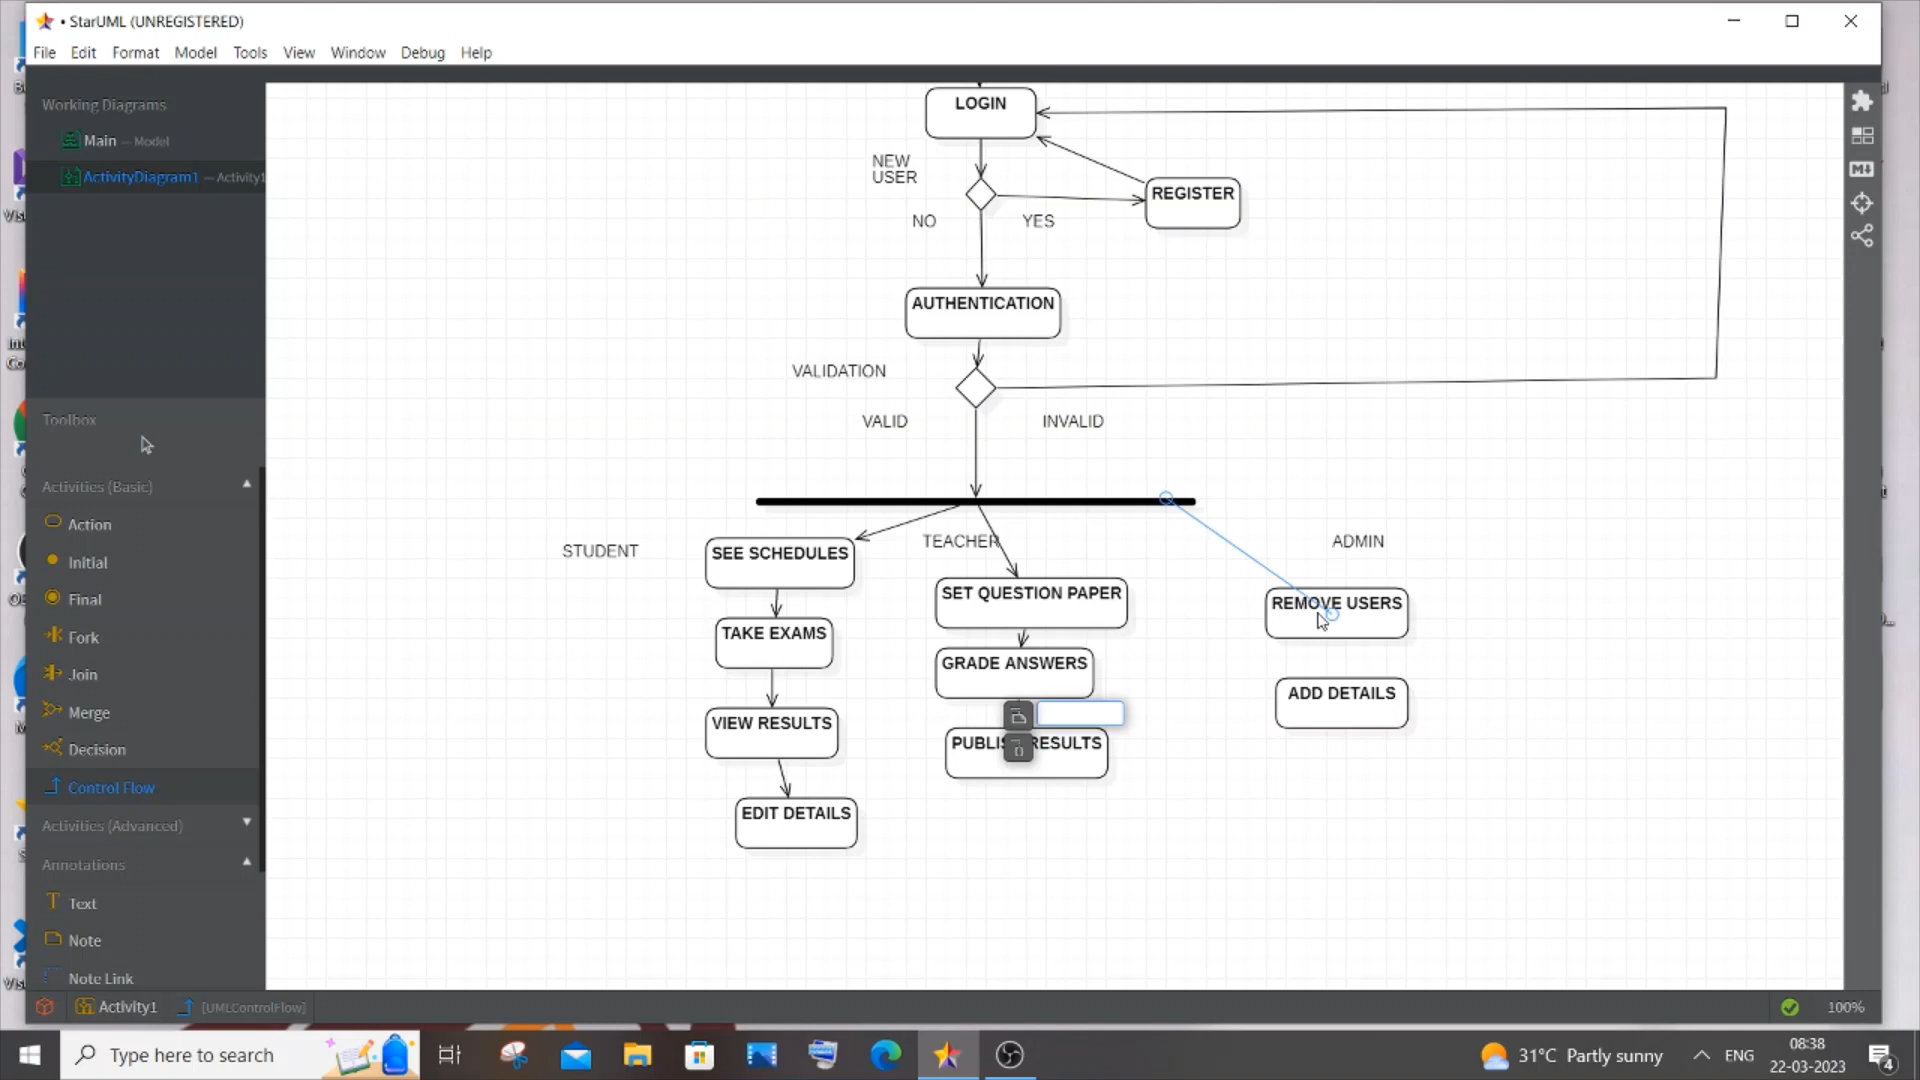 • StarUML (UNREGISTERED)
File Edit Format Model Tools View Window Debug Help
Working Diagrams
Main — Model
ActivityDiagram1 — Activity1
Toolbox
Activities (Basic)
Action
Initial
Final
Fork
Join
Merge
Decision
Control Flow
Activities (Advanced)
Annotations
Text
Note
Note Link
LOGIN
NEW
USER
REGISTER
NO
YES
AUTHENTICATION
VALIDATION
VALID
INVALID
STUDENT
SEE SCHEDULES
TEACHER
ADMIN
SET QUESTION PAPER
REMOVE USERS
TAKE EXAMS
GRADE ANSWERS
ADD DETAILS
VIEW RESULTS
RESULTS
EDIT DETAILS
Activity1 [UMLControlFlow]
100%
Type here to search
31°C Partly sunny
ENG
08:38
22-03-2023
4